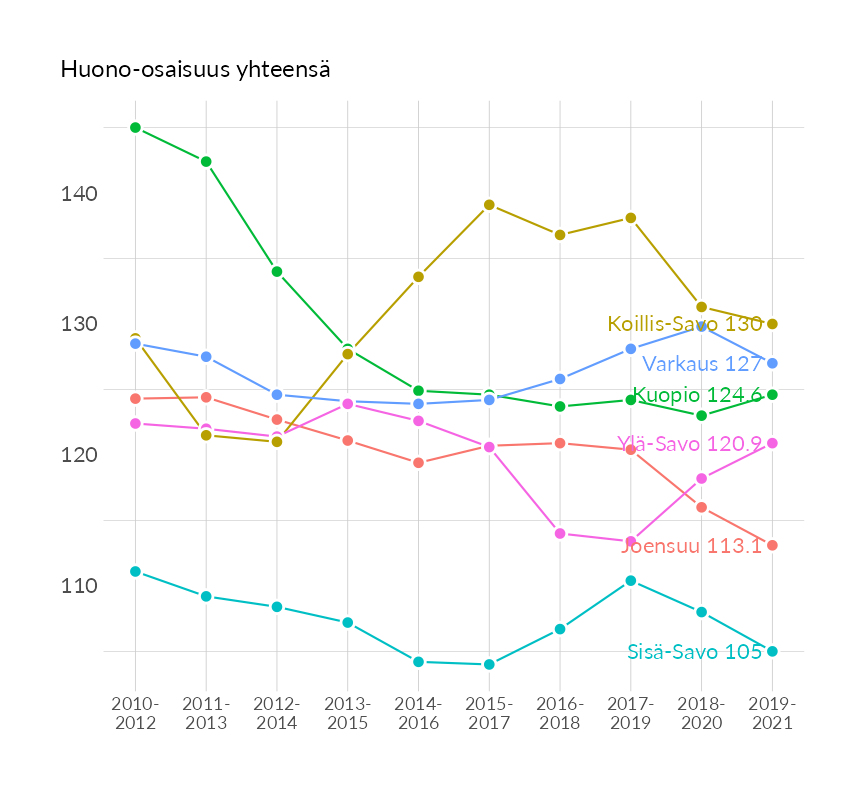 Huono-osaisuus yhteensä
140
130
120
110
Koillis-Savo 130
Varkaus 127
Kuopio 124.6
Ylä-Savo 120.9
Joensuu 113.1
Sisä-Savo 105
2010- 2011- 2012- 2013- 2014- 2015- 2016- 2017- 2018- 2019-
2012 2013 2014 2015 2016 2017 2018 2019 2020 2021